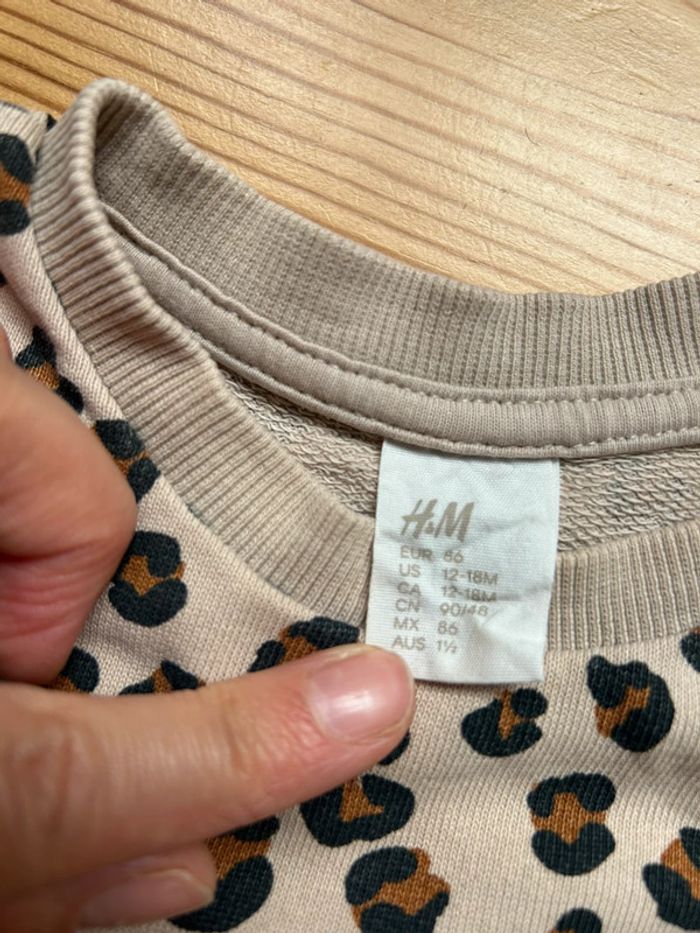 H&M
EUR 86
US 12-18M
CA 12-18M
CN 90/48
MX 86
AUS 1½